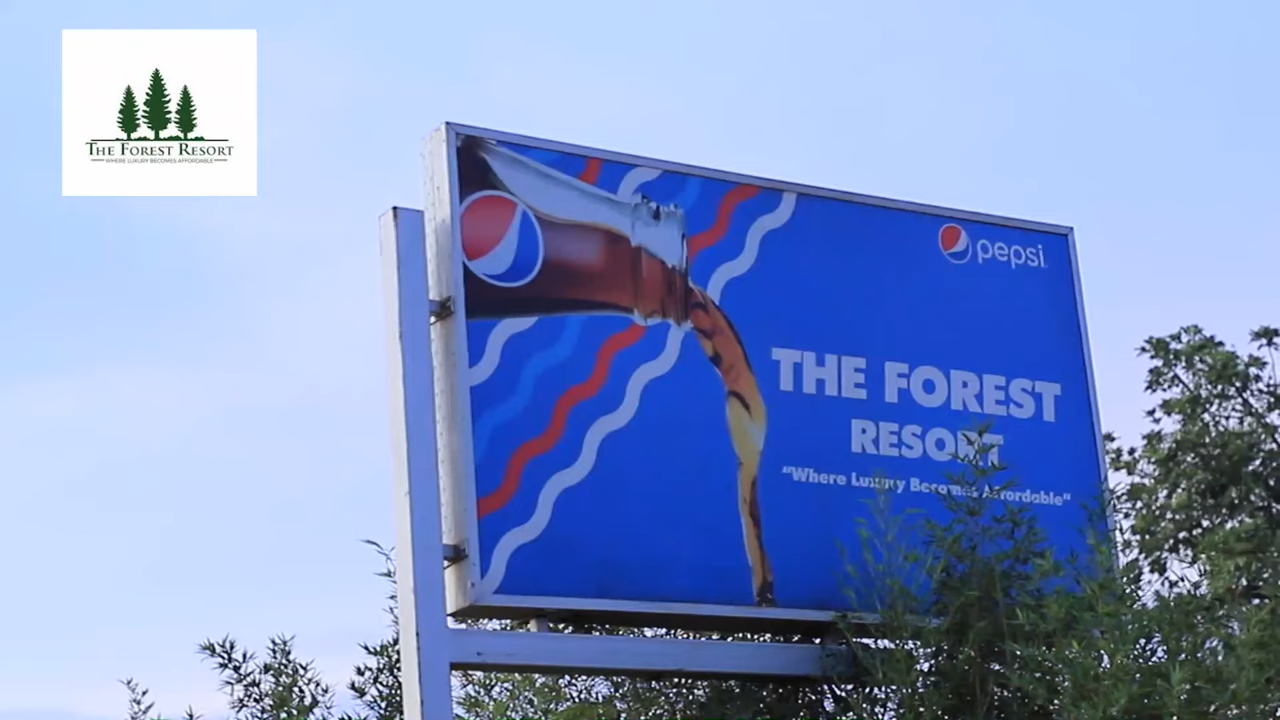 THE FOREST RESORT
WHERE LUXURY BECOMES AFFORDABLE
pepsi
THE FOREST
RESORT
"Where Luxury Becomes Affordable"